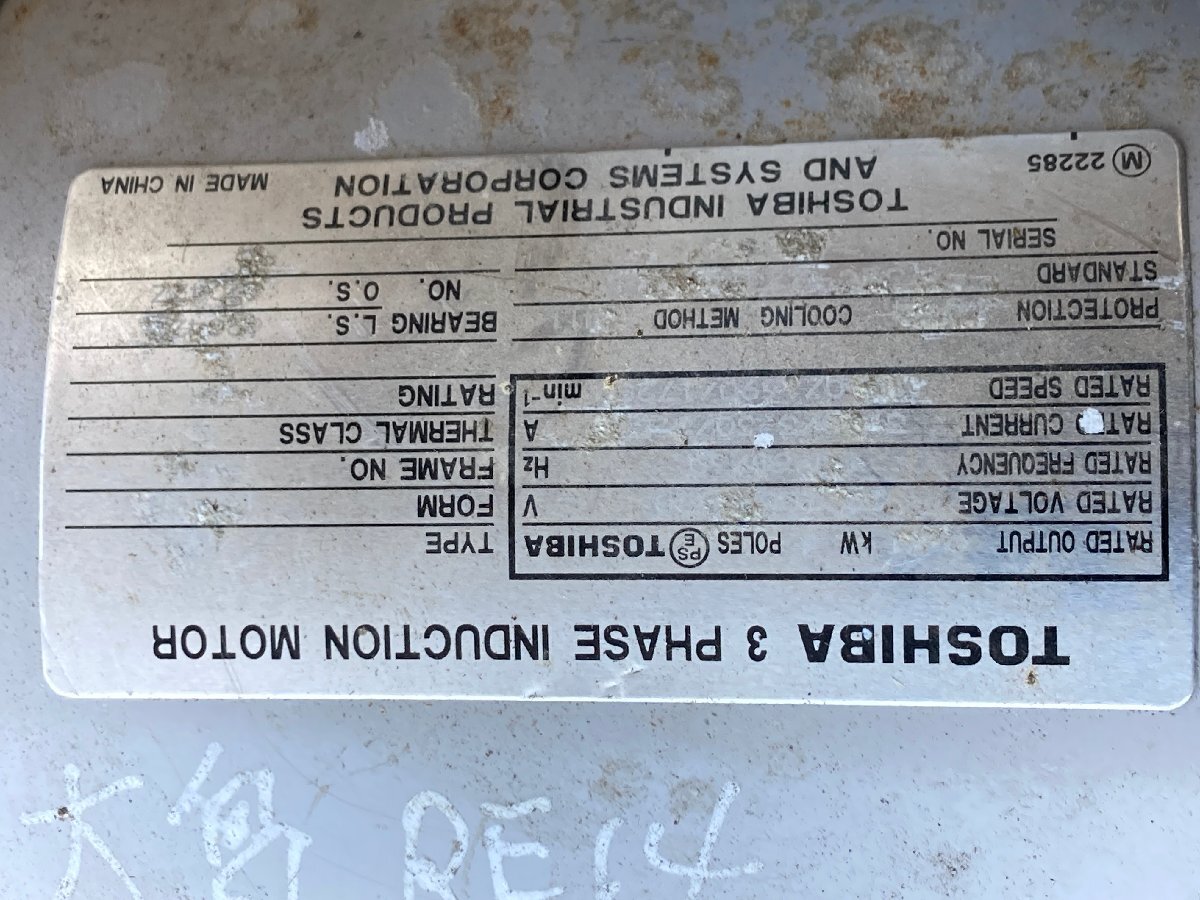 TOSHIBA 3 PHASE INDUCTION MOTOR
RATED OUTPUT kW POLES PSE TOSHIBA
RATED VOLTAGE V
RATED FREQUENCY Hz
RATED CURRENT A
RATED SPEED min⁻¹
TYPE
FORM
FRAME NO.
THERMAL CLASS
RATING
PROTECTION COOLING METHOD
STANDARD
SERIAL NO.
BEARING L.S.
NO. O.S.
TOSHIBA INDUSTRIAL PRODUCTS
AND SYSTEMS CORPORATION
M 22285
MADE IN CHINA
RE14